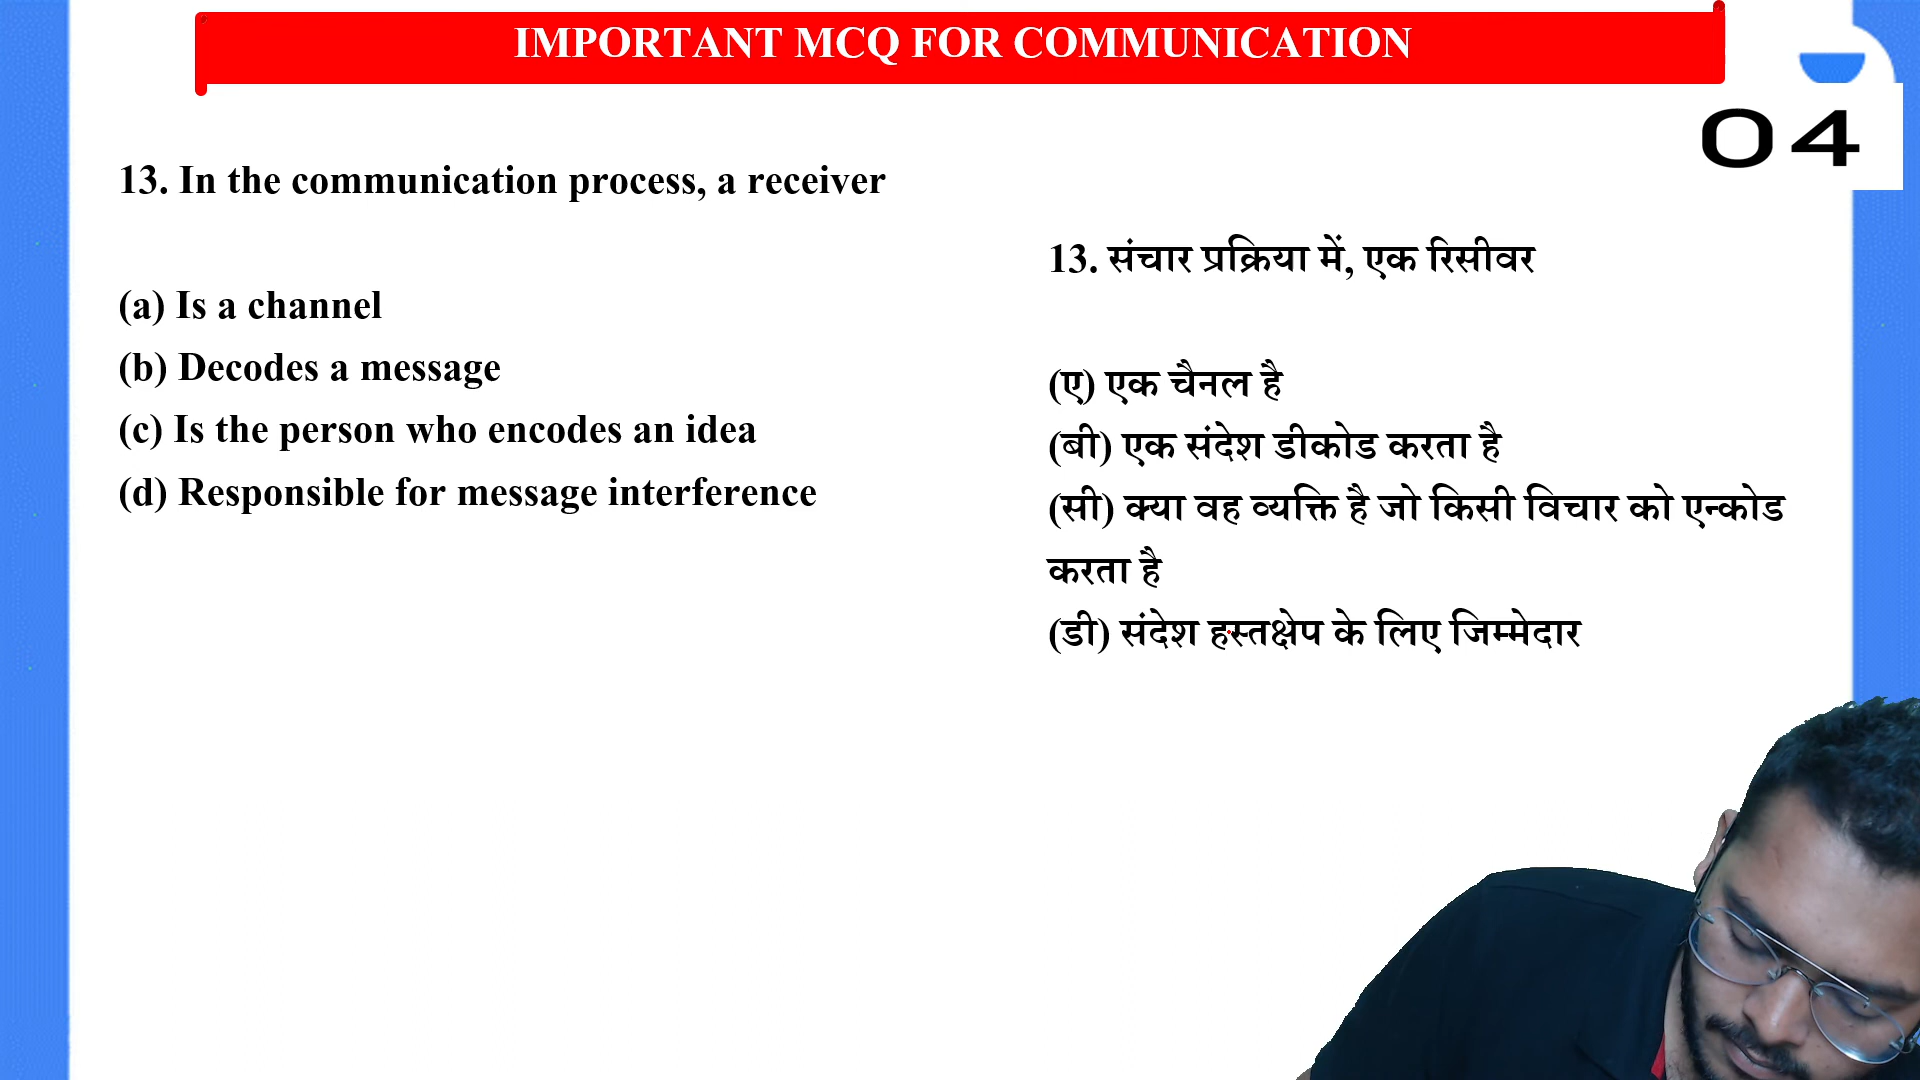 IMPORTANT MCQ FOR COMMUNICATION
04
13. In the communication process, a receiver
(a) Is a channel
(b) Decodes a message
(c) Is the person who encodes an idea
(d) Responsible for message interference
13. संचार प्रक्रिया में, एक रिसीवर
(ए) एक चैनल है
(बी) एक संदेश डीकोड करता है
(सी) क्या वह व्यक्ति है जो किसी विचार को एन्कोड
करता है
(डी) संदेश हस्तक्षेप के लिए जिम्मेदार